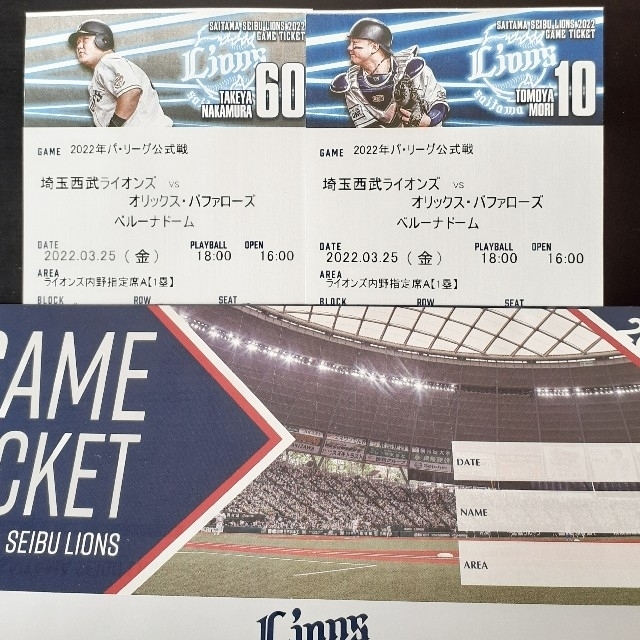 SAITAMA SEIBU LIONS 2022
GAME TICKET
Lions
TAKEYA
NAKAMURA 60
GAME 2022年パ・リーグ公式戦
埼玉西武ライオンズ vs
オリックス・バファローズ
ベルーナドーム
DATE PLAYBALL OPEN
2022.03.25 (金) 18:00 16:00
AREA
ライオンズ内野指定席A【1塁】
BLOCK ROW SEAT
SAITAMA SEIBU LIONS 2022
GAME TICKET
Lions
Saitama
TOMOYA
MORI 10
GAME 2022年パ・リーグ公式戦
埼玉西武ライオンズ vs
オリックス・バファローズ
ベルーナドーム
DATE PLAYBALL OPEN
2022.03.25 (金) 18:00 16:00
AREA
ライオンズ内野指定席A【1塁】
BLOCK ROW SEAT
GAME
TICKET
SEIBU LIONS
DATE
NAME
AREA
Lions